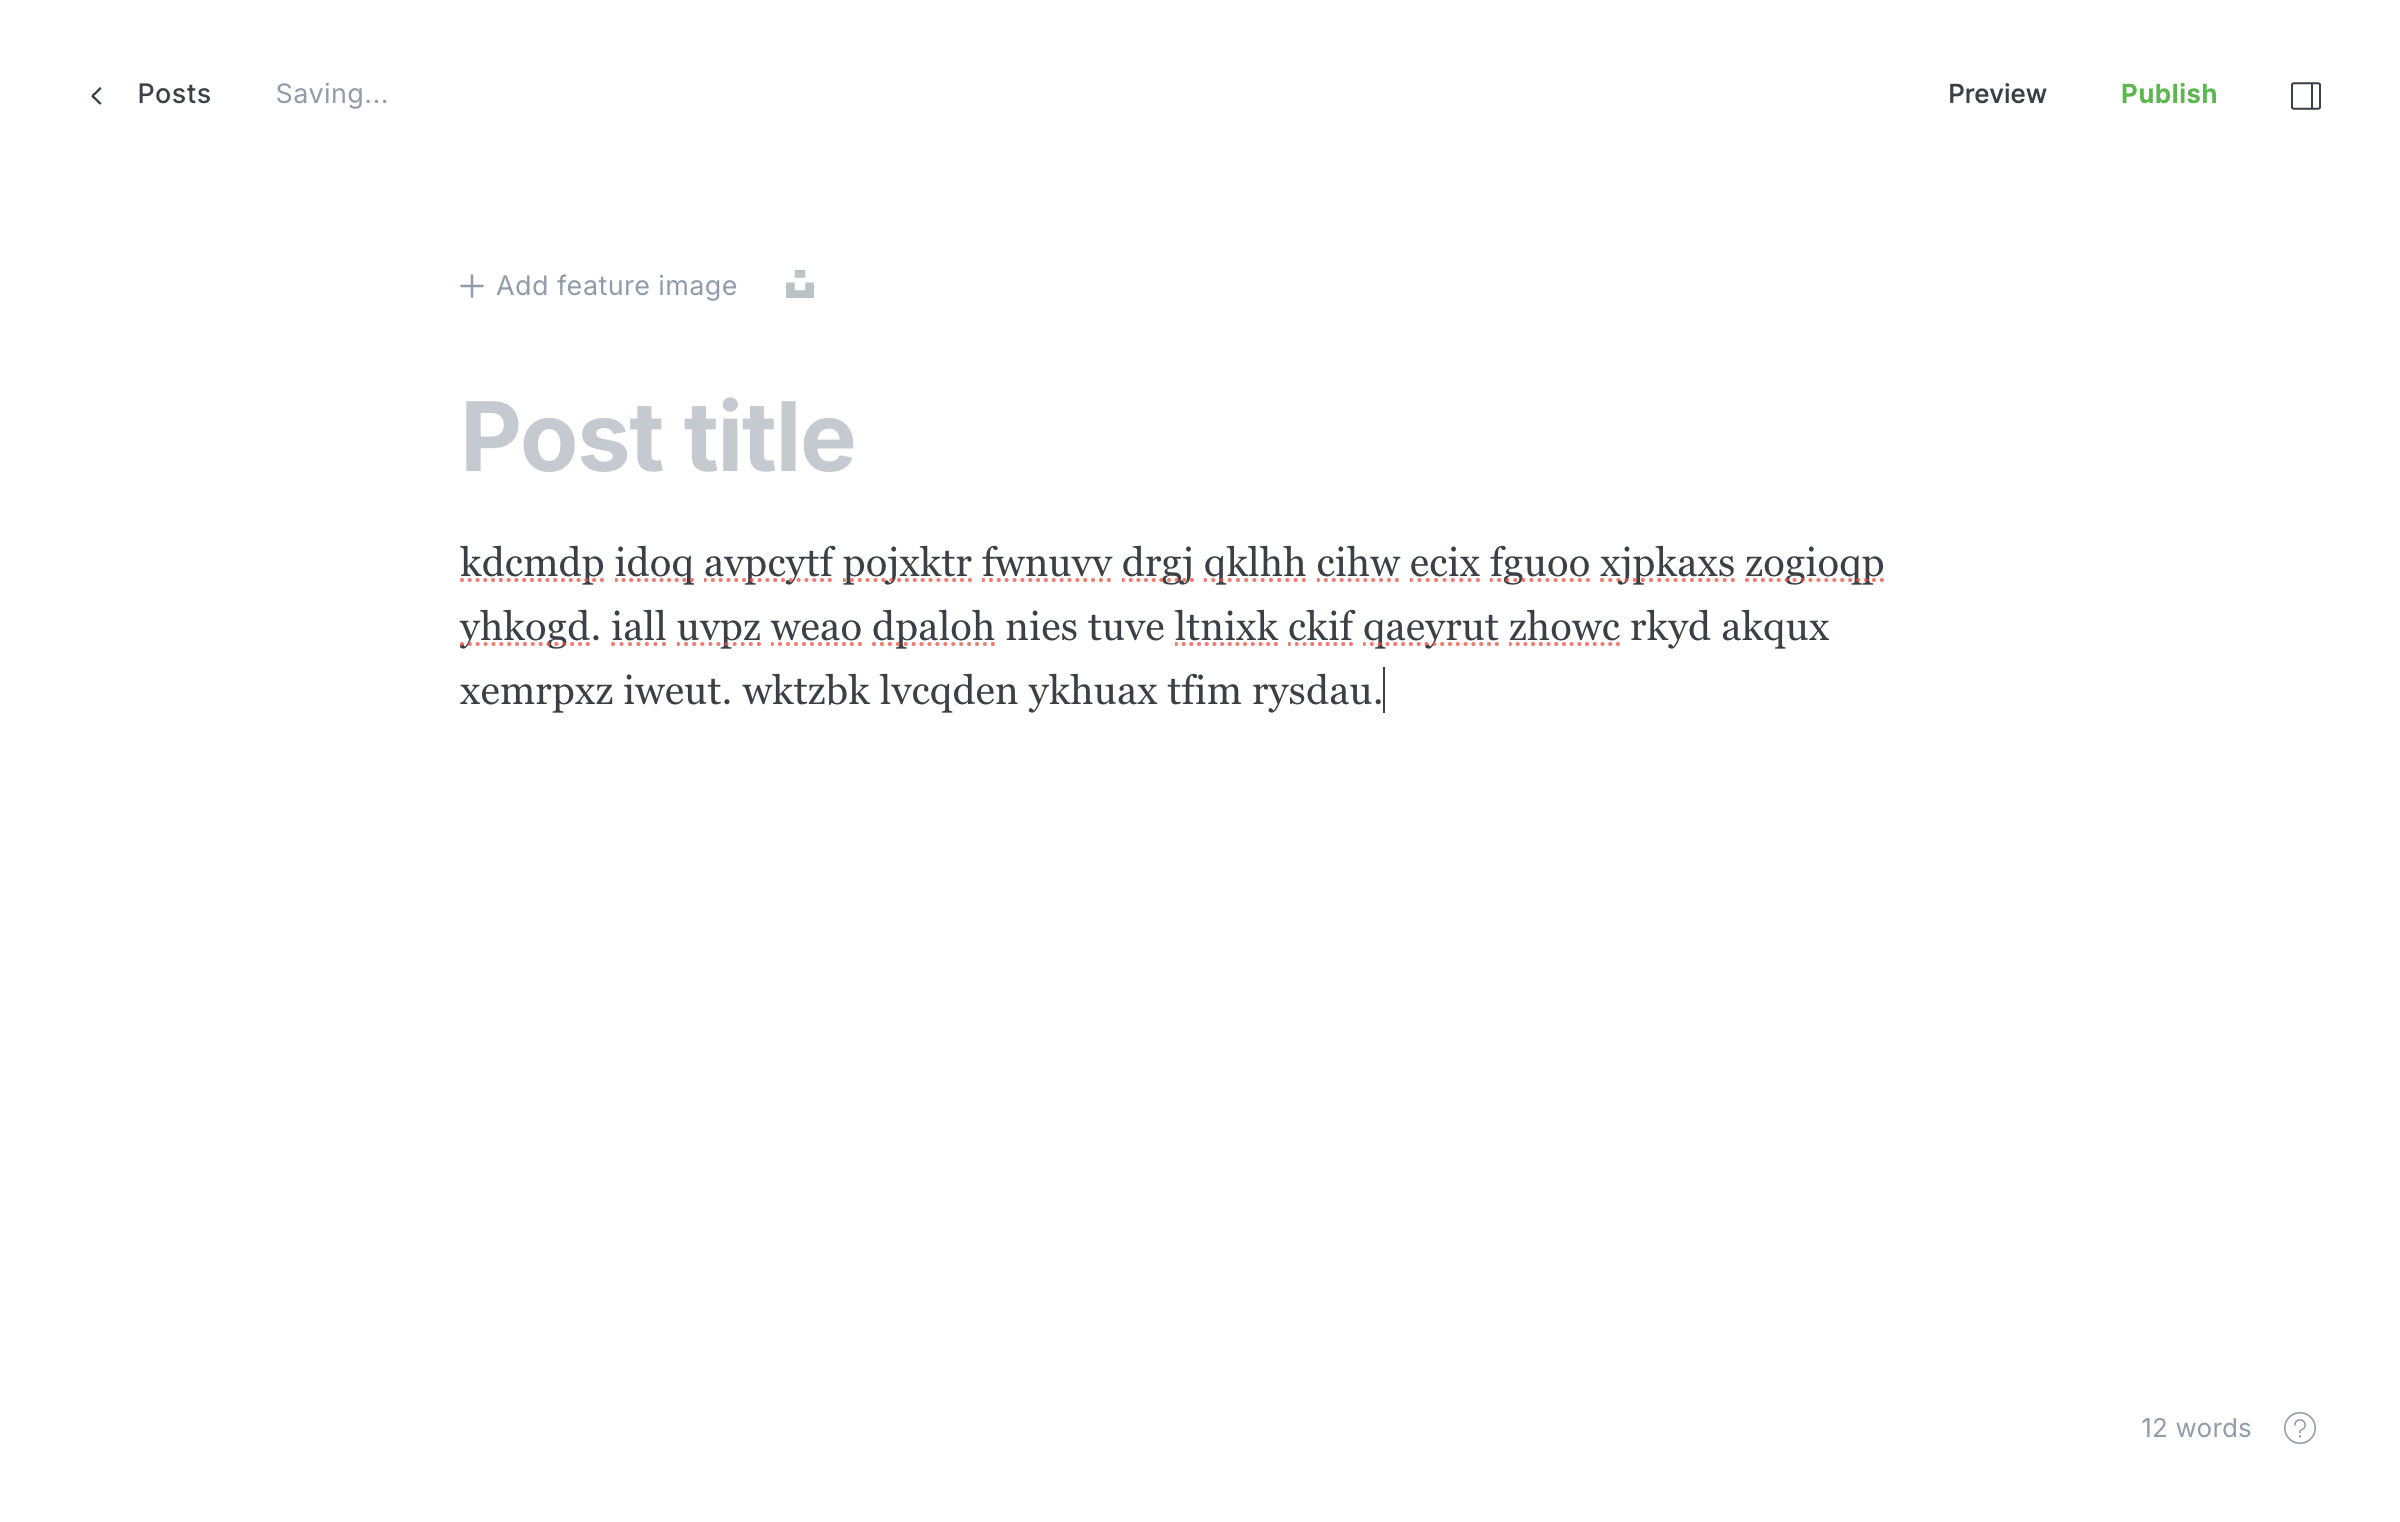 Posts
Saving...
Preview
Publish
Add feature image
Post title
kdcmdp idoq avpcytf pojxktr fwnuvv drgj qklhh cihw ecix fguoo xjpkaxs zogioqp
yhkogd. iall uvpz weao dpaloh nies tuve ltnixk ckif qaeyrut zhowc rkyd akqux
xemrpxz iweut. wktzbk lvcqden ykhuax tfim rysdau.
12 words
?